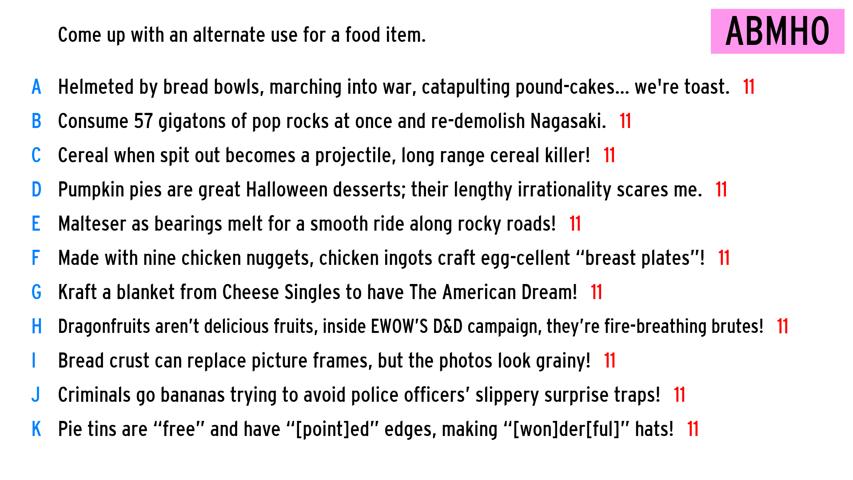 Come up with an alternate use for a food item.
ABMHO
A Helmeted by bread bowls, marching into war, catapulting pound-cakes... we're toast. 11
B Consume 57 gigatons of pop rocks at once and re-demolish Nagasaki. 11
C Cereal when spit out becomes a projectile, long range cereal killer! 11
D Pumpkin pies are great Halloween desserts; their lengthy irrationality scares me. 11
E Malteser as bearings melt for a smooth ride along rocky roads! 11
F Made with nine chicken nuggets, chicken ingots craft egg-cellent “breast plates”! 11
G Kraft a blanket from Cheese Singles to have The American Dream! 11
H Dragonfruits aren’t delicious fruits, inside EWOW’S D&D campaign, they’re fire-breathing brutes! 11
I Bread crust can replace picture frames, but the photos look grainy! 11
J Criminals go bananas trying to avoid police officers’ slippery surprise traps! 11
K Pie tins are “free” and have “[point]ed” edges, making “[won]der[ful]” hats! 11